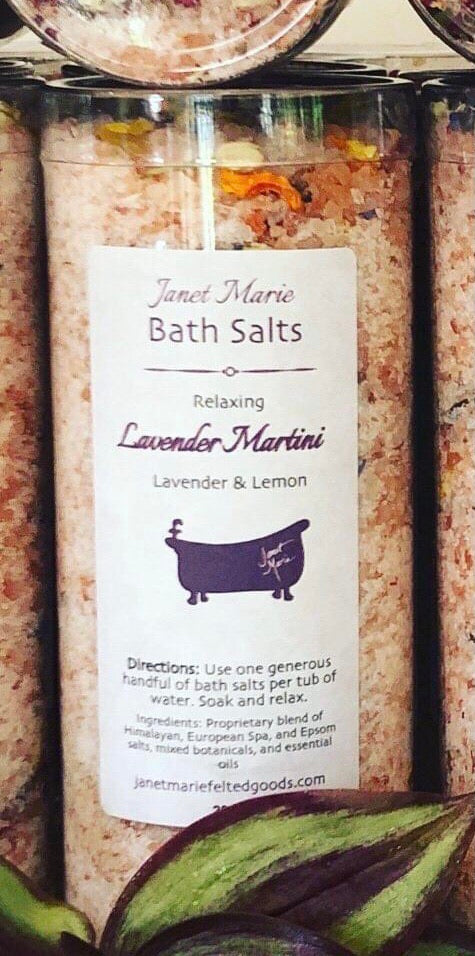 Janet Marie
Bath Salts
Relaxing
Lavender Martini
Lavender & Lemon
Janet
Marie
Directions: Use one generous
handful of bath salts per tub of
water. Soak and relax.
Ingredients: Proprietary blend of
Himalayan, European Spa, and Epsom
salts, mixed botanicals, and essential
oils
janetmariefeltedgoods.com